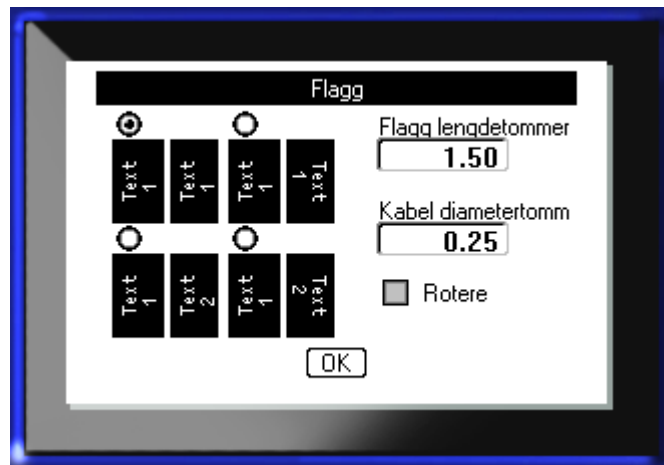 Flagg
Flagg lengdetommer
1.50
Text 1 Text 1 Text 1 Text 1
Kabel diametertomm
0.25
Text 1 Text 2 Text 1 Text 2
Rotere
OK